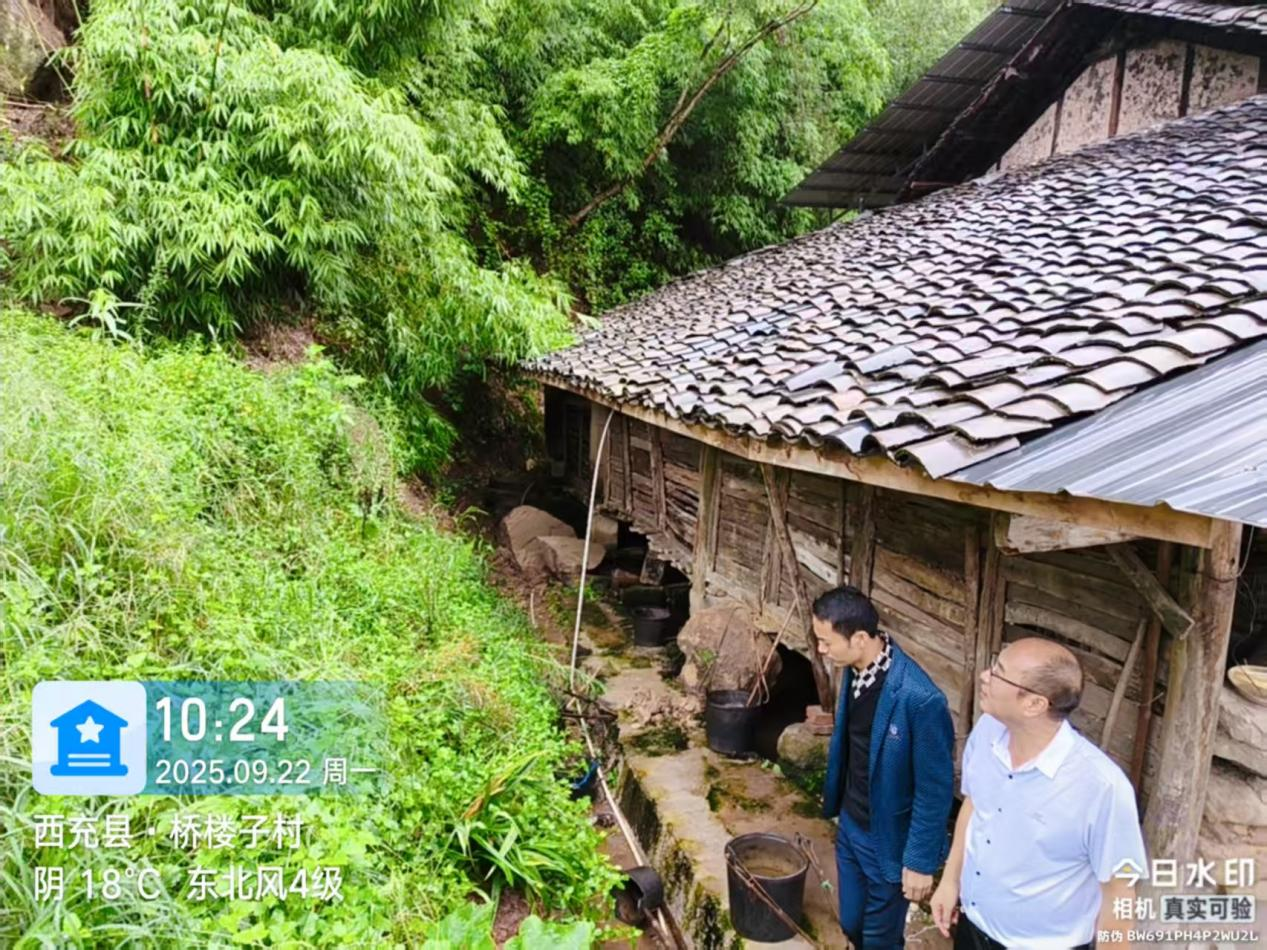 10:24
2025.09.22 周一
西充县·桥楼子村
阴 18℃ 东北风4级
今日水印
相机 真实可验
防伪 BW691PH4P2WU2L